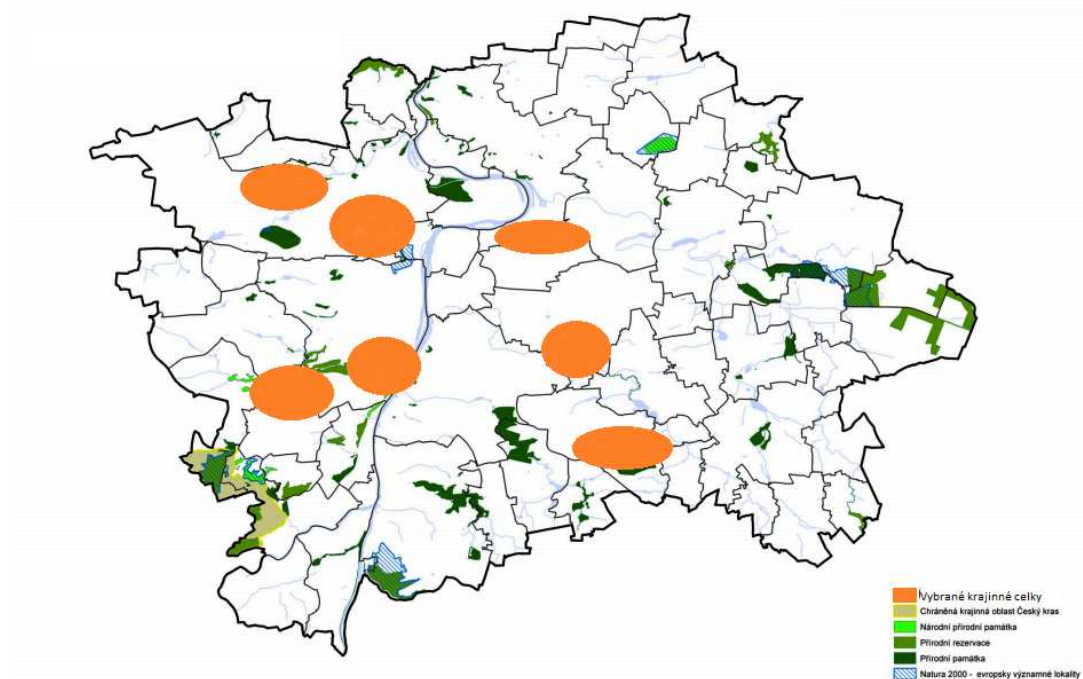 Vybrané krajinné celky
Chráněná krajinná oblast Český kras
Národní přírodní památka
Přírodní rezervace
Přírodní památka
Natura 2000 - evropsky významné lokality